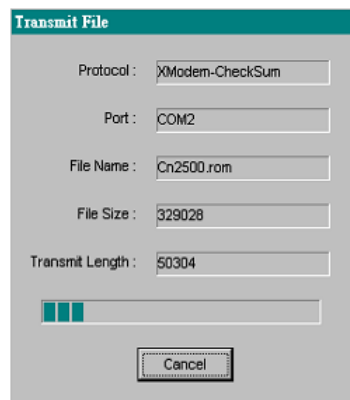 Transmit File
Protocol : XModem-CheckSum
Port : COM2
File Name : Cn2500.rom
File Size : 329028
Transmit Length : 50304
Cancel